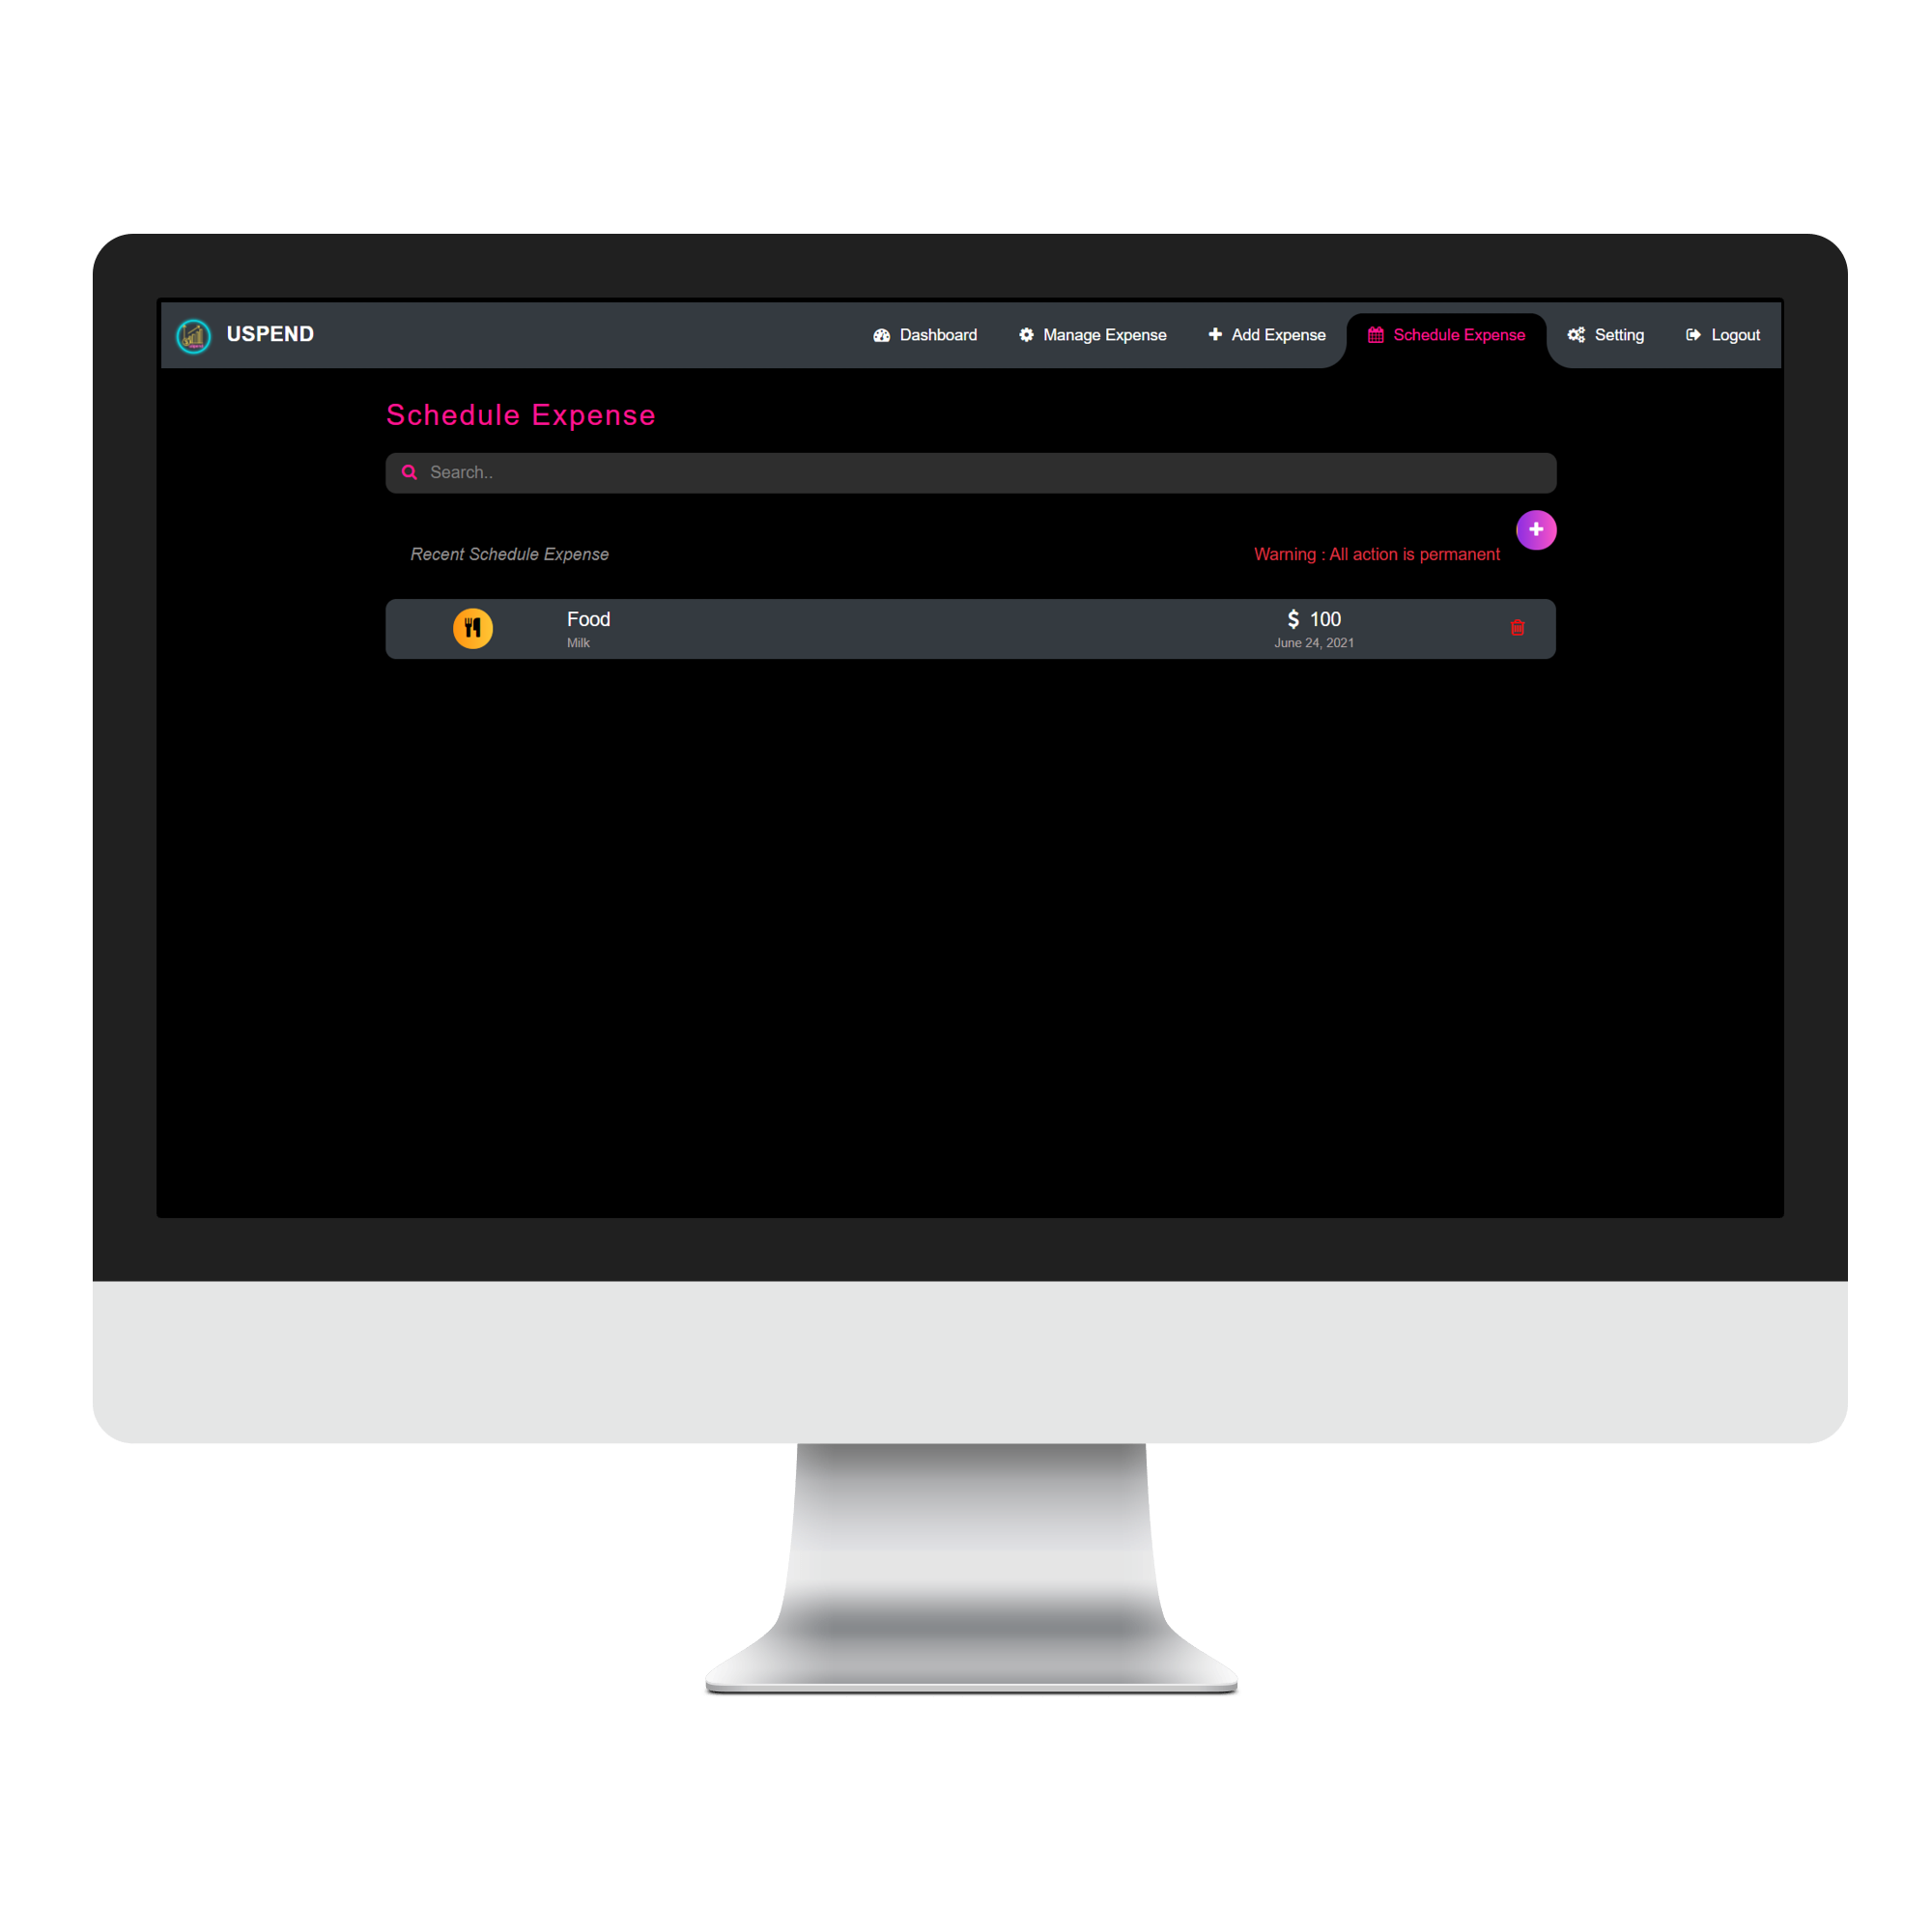 USPEND
Dashboard
Manage Expense
Add Expense
Schedule Expense
Setting
Logout
Schedule Expense
Search..
Recent Schedule Expense
Warning : All action is permanent
Food
$ 100
Milk
June 24, 2021